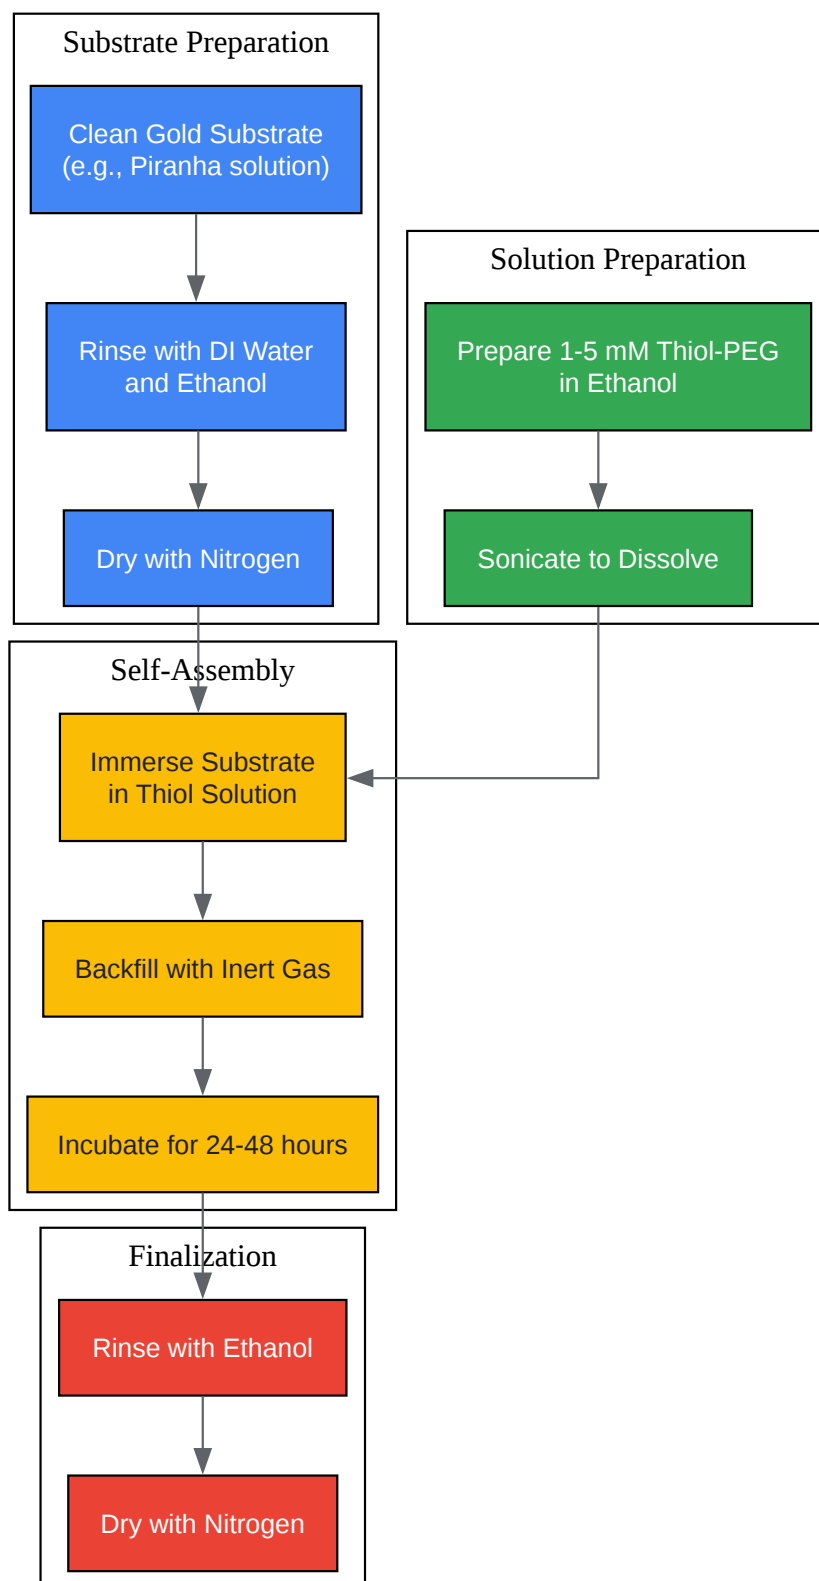 Substrate Preparation
Clean Gold Substrate
(e.g., Piranha solution)
Rinse with DI Water
and Ethanol
Dry with Nitrogen
Solution Preparation
Prepare 1-5 mM Thiol-PEG
in Ethanol
Sonicate to Dissolve
Self-Assembly
Immerse Substrate
in Thiol Solution
Backfill with Inert Gas
Incubate for 24-48 hours
Finalization
Rinse with Ethanol
Dry with Nitrogen